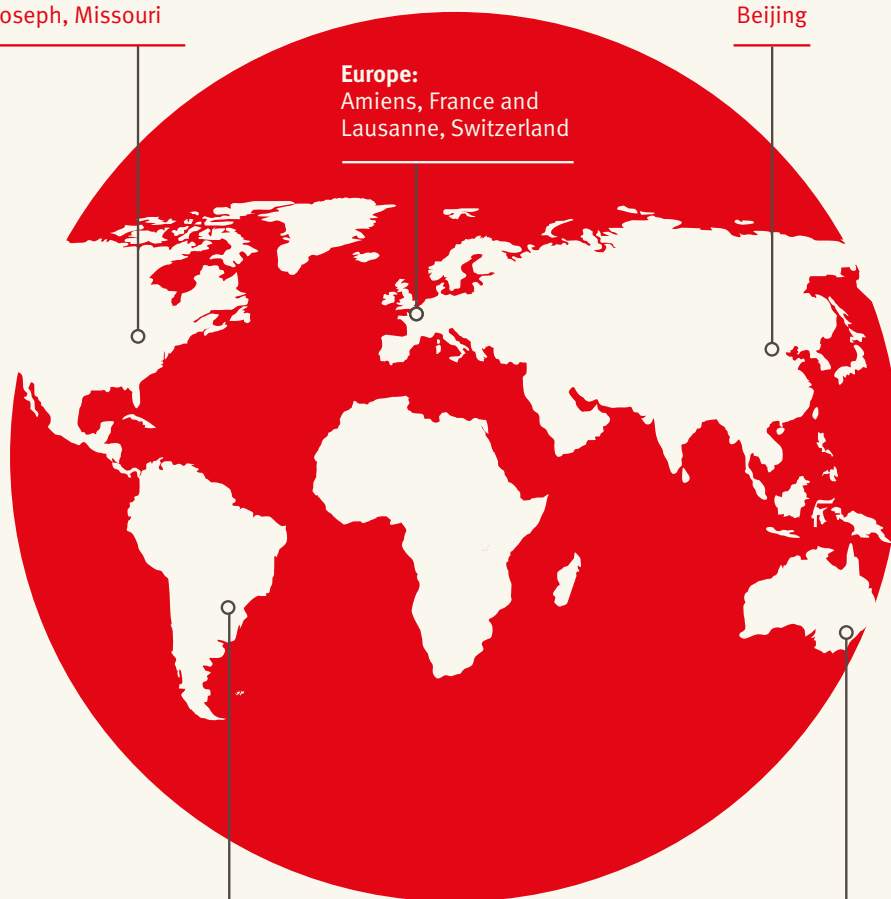 oseph, Missouri
Beijing
Europe:
Amiens, France and
Lausanne, Switzerland